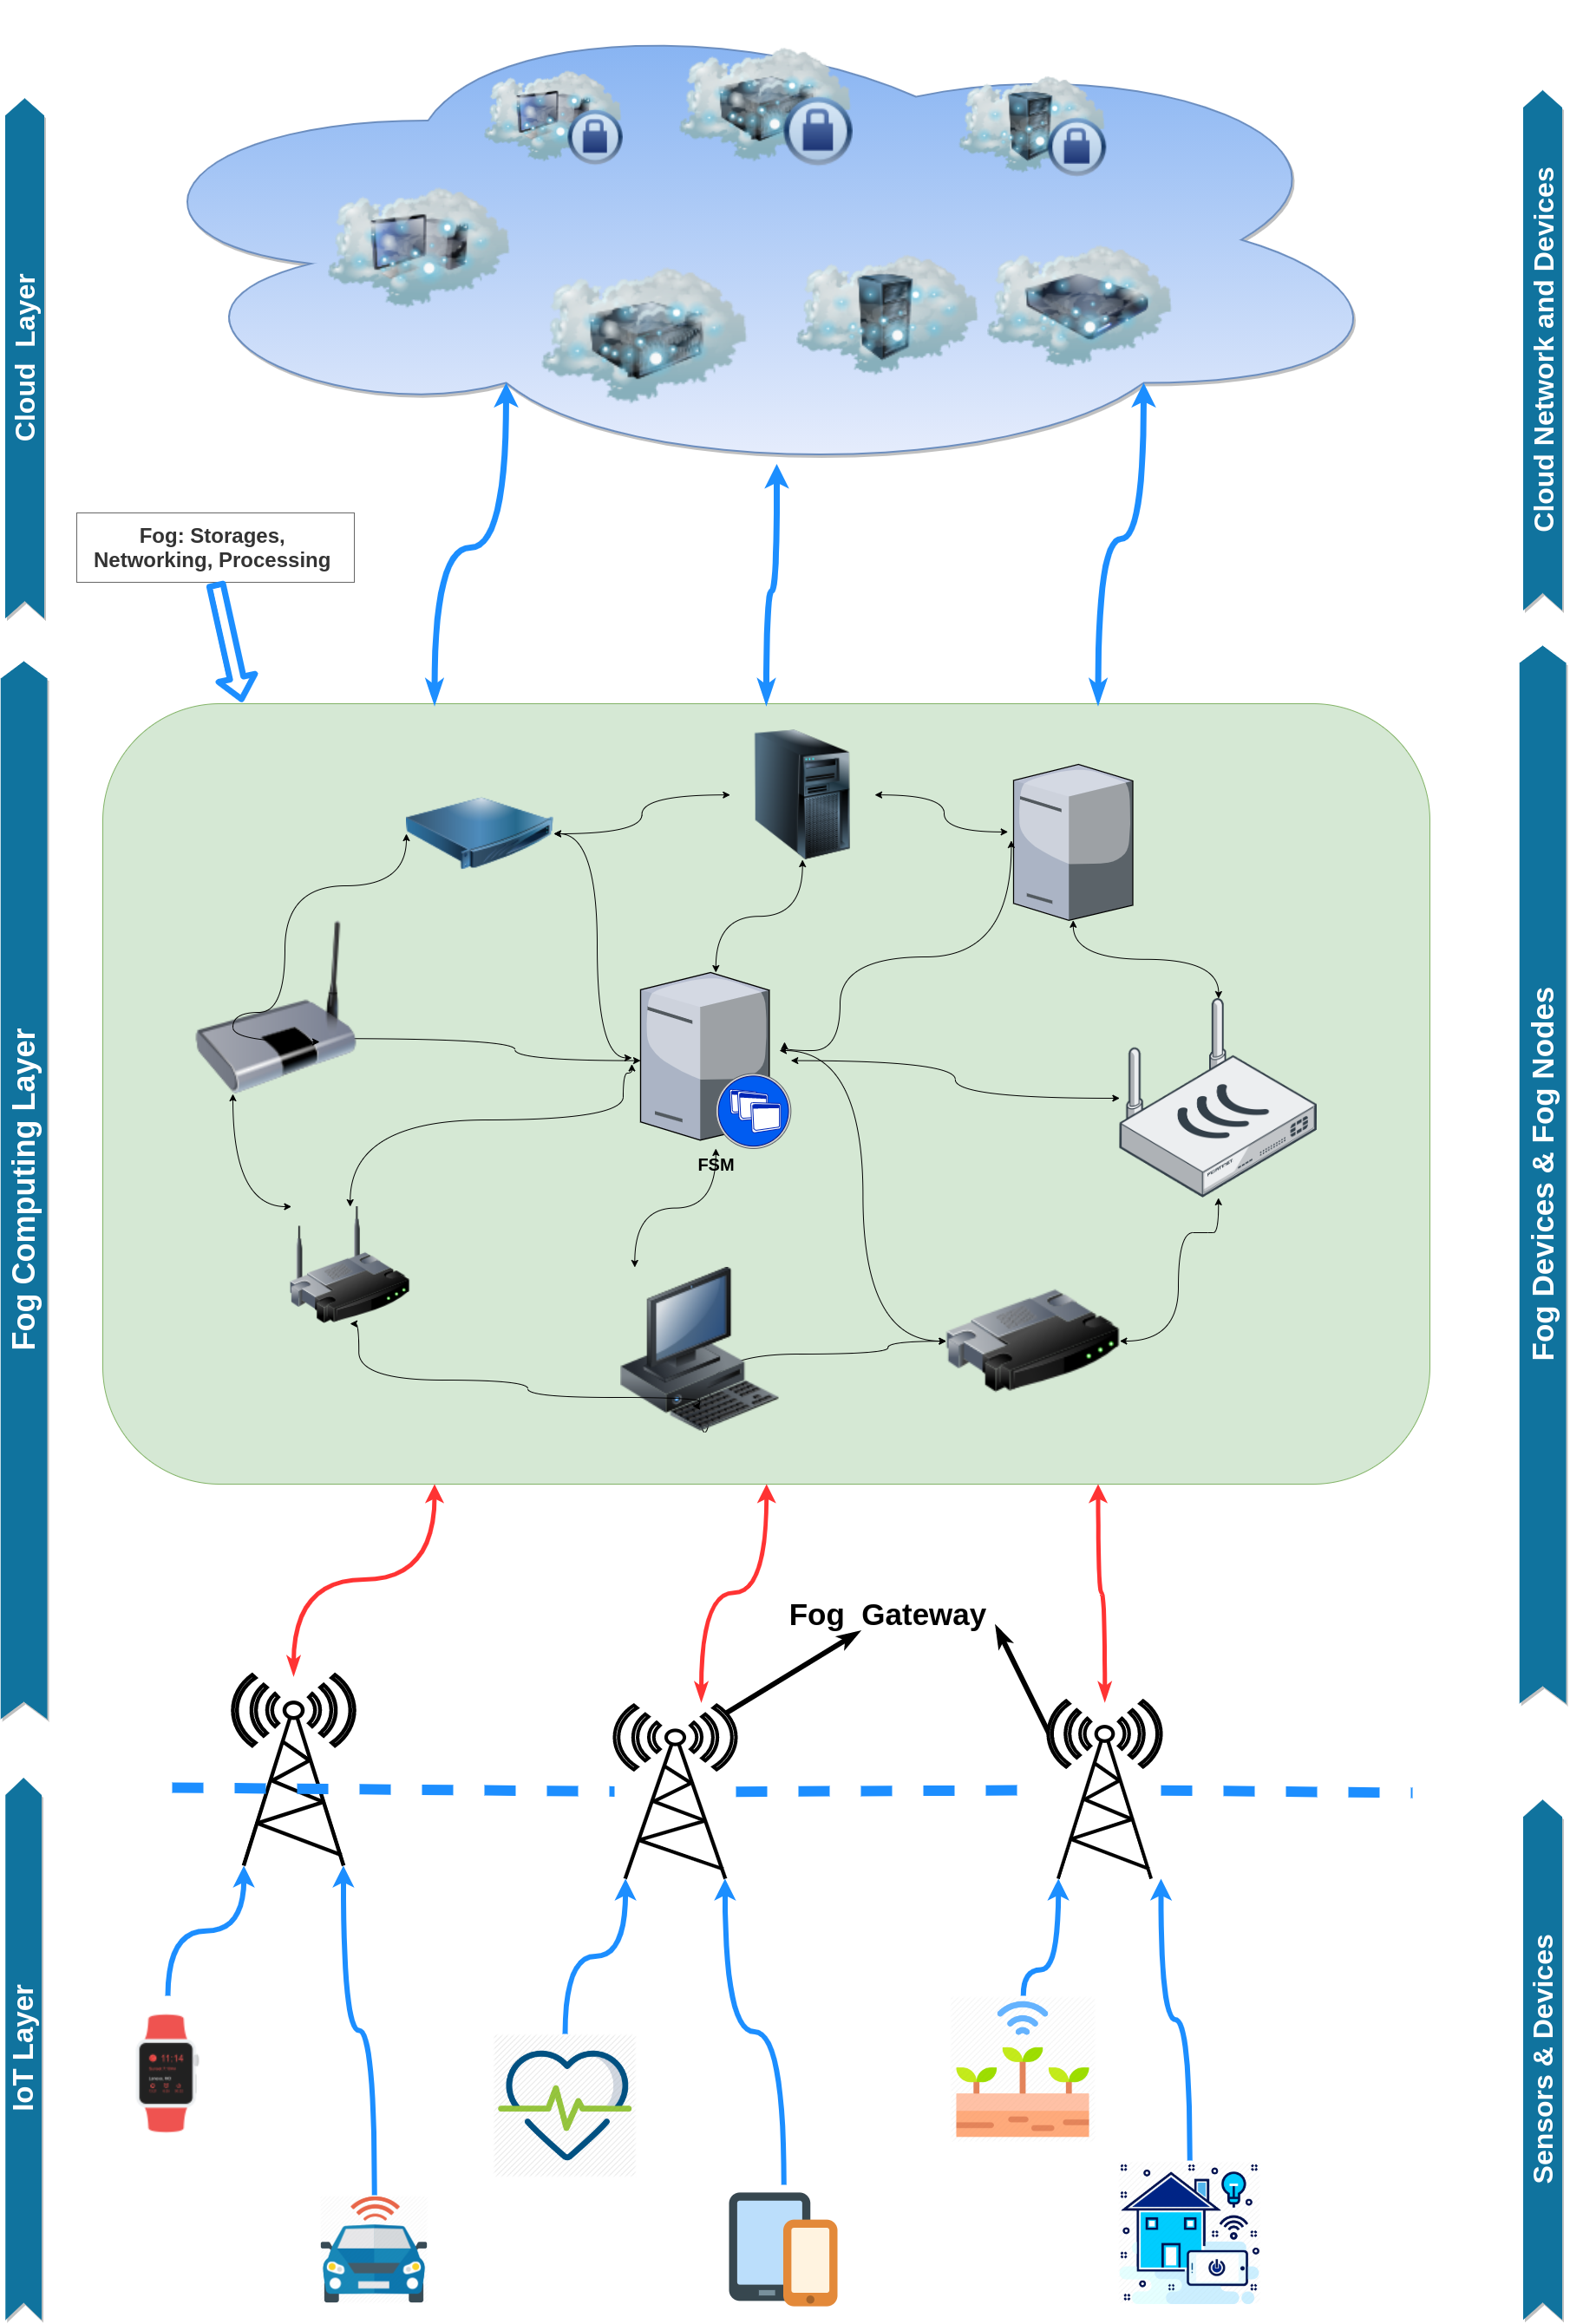 Cloud Layer
Cloud Network and Devices
Fog: Storages,
Networking, Processing
Fog Computing Layer
Fog Devices & Fog Nodes
FSM
Fog Gateway
IoT Layer
Sensors & Devices
11:14